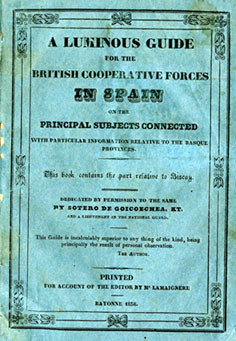 A LUMINOUS GUIDE
FOR THE
BRITISH COOPERATIVE FORCES
IN SPAIN
ON THE
PRINCIPAL SUBJECTS CONNECTED
WITH PARTICULAR INFORMATION RELATIVE TO THE BASQUE
PROVINCES.
This book contains the part relative to Biscay.
DEDICATED BY PERMISSION TO THE SAME
BY SOTERO DE GOICOECHEA. KT.
AND A LIEUTENANT IN THE NATIONAL GUARD.
This Guide is incalculably superior to any thing of the kind, being
principally the result of personal observation.
THE AUTHOR.
PRINTED
FOR ACCOUNT OF THE EDITOR BY Mr LAMAIGNERE
BAYONNE 1838.